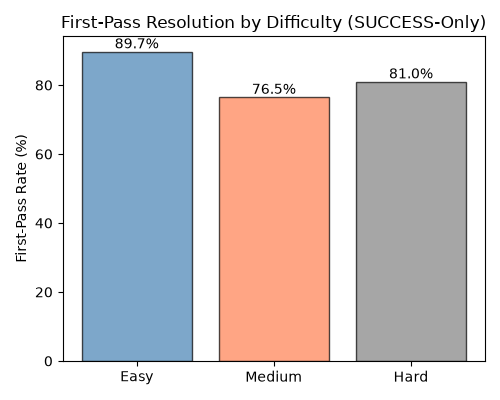 First-Pass Resolution by Difficulty (SUCCESS-Only)
89.7%
76.5%
81.0%
First-Pass Rate (%)
80
60
40
20
0
Easy
Medium
Hard